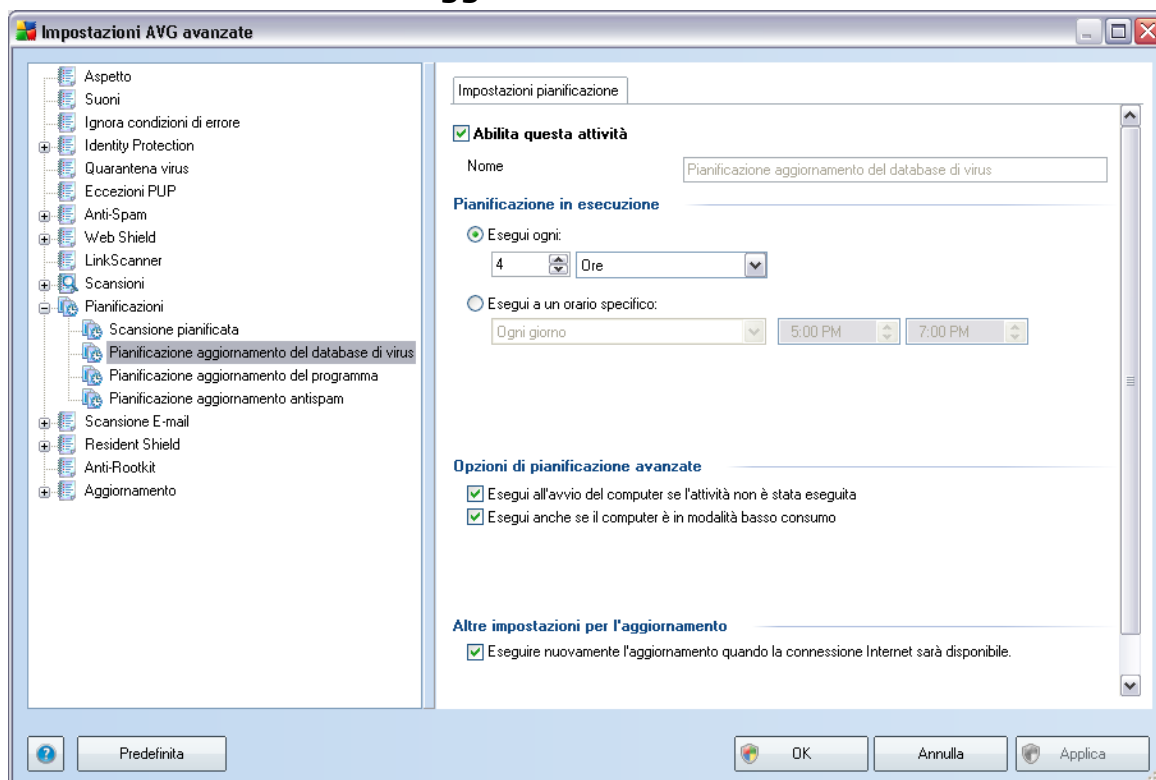 Impostazioni AVG avanzate
Aspetto
Suoni
Ignora condizioni di errore
Identity Protection
Quarantena virus
Eccezioni PUP
Anti-Spam
Web Shield
LinkScanner
Scansioni
Pianificazioni
Scansione pianificata
Pianificazione aggiornamento del database di virus
Pianificazione aggiornamento del programma
Pianificazione aggiornamento antispam
Scansione E-mail
Resident Shield
Anti-Rootkit
Aggiornamento
Impostazioni pianificazione
Abilita questa attività
Nome Pianificazione aggiornamento del database di virus
Pianificazione in esecuzione
Esegui ogni:
4 Ore
Esegui a un orario specifico:
Ogni giorno 5:00 PM 7:00 PM
Opzioni di pianificazione avanzate
Esegui all'avvio del computer se l'attività non è stata eseguita
Esegui anche se il computer è in modalità basso consumo
Altre impostazioni per l'aggiornamento
Eseguire nuovamente l'aggiornamento quando la connessione Internet sarà disponibile.
Predefinita OK Annulla Applica